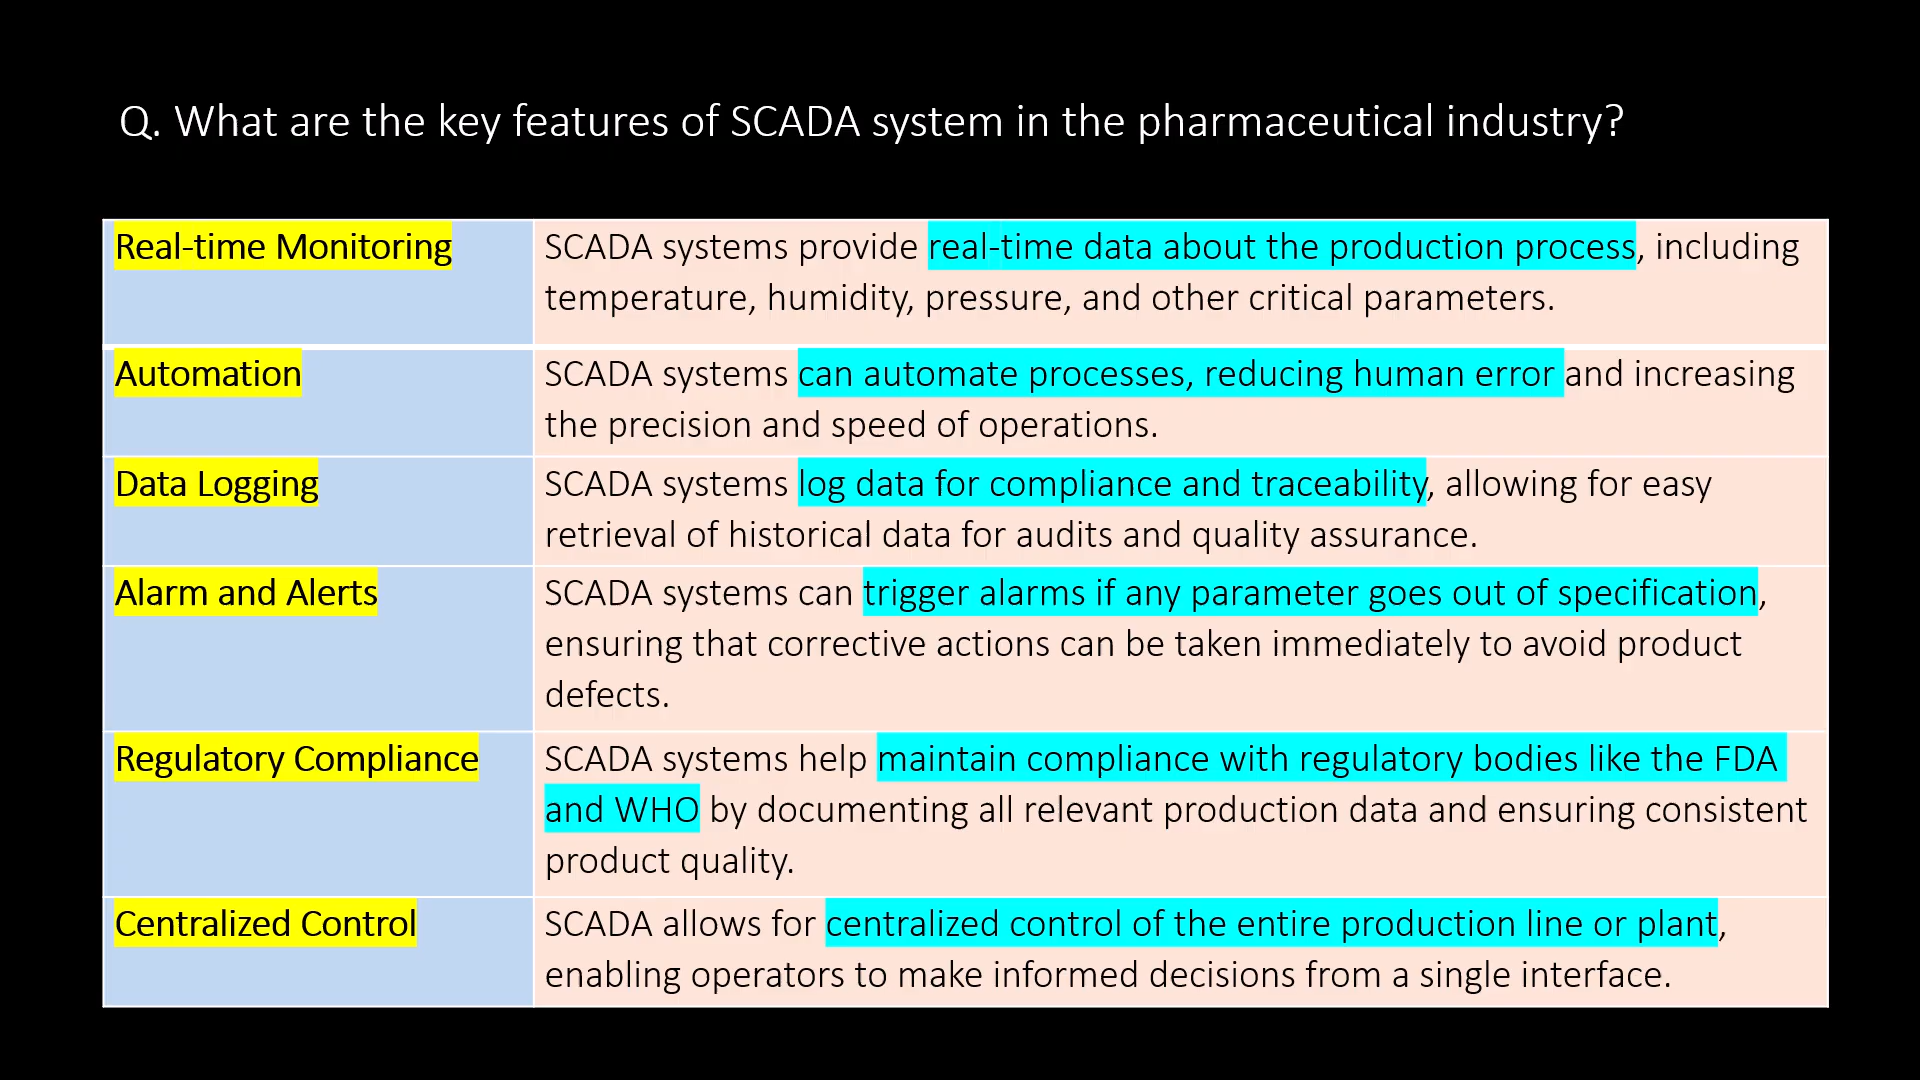 Q. What are the key features of SCADA system in the pharmaceutical industry?
Real-time Monitoring
SCADA systems provide real-time data about the production process, including
temperature, humidity, pressure, and other critical parameters.
Automation
SCADA systems can automate processes, reducing human error and increasing
the precision and speed of operations.
Data Logging
SCADA systems log data for compliance and traceability, allowing for easy
retrieval of historical data for audits and quality assurance.
Alarm and Alerts
SCADA systems can trigger alarms if any parameter goes out of specification,
ensuring that corrective actions can be taken immediately to avoid product
defects.
Regulatory Compliance
SCADA systems help maintain compliance with regulatory bodies like the FDA
and WHO by documenting all relevant production data and ensuring consistent
product quality.
Centralized Control
SCADA allows for centralized control of the entire production line or plant,
enabling operators to make informed decisions from a single interface.